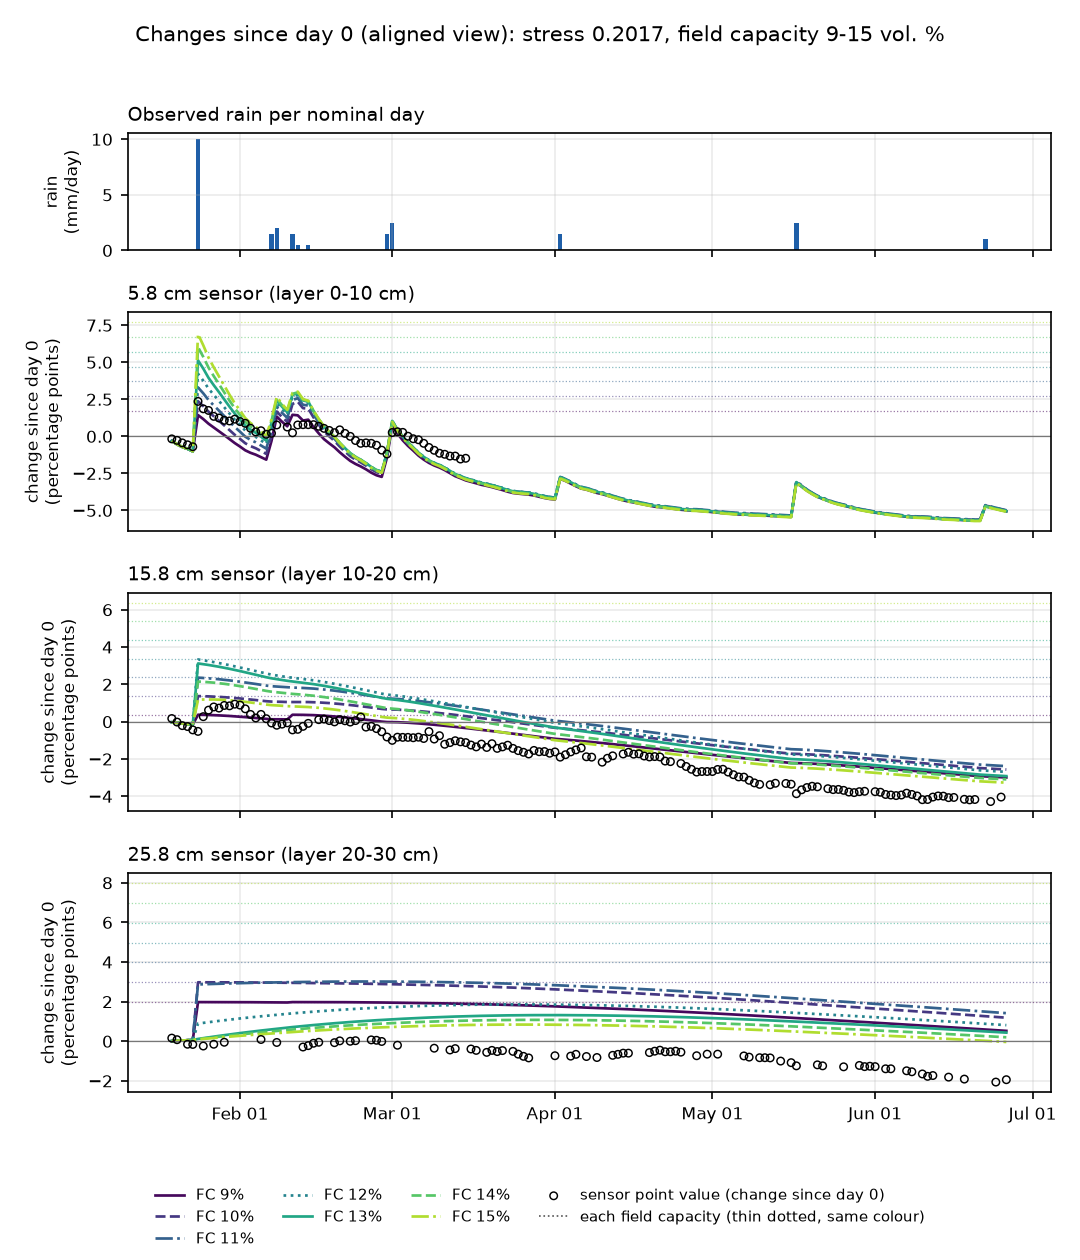 Changes since day 0 (aligned view): stress 0.2017, field capacity 9-15 vol. %
Observed rain per nominal day
10
5
0
rain
(mm/day)
5.8 cm sensor (layer 0-10 cm)
7.5
5.0
2.5
0.0
−2.5
−5.0
change since day 0
(percentage points)
15.8 cm sensor (layer 10-20 cm)
6
4
2
0
−2
−4
change since day 0
(percentage points)
25.8 cm sensor (layer 20-30 cm)
8
6
4
2
0
−2
change since day 0
(percentage points)
Feb 01 Mar 01 Apr 01 May 01 Jun 01 Jul 01
FC 9% FC 12% FC 14% sensor point value (change since day 0)
FC 10% FC 13% FC 15% each field capacity (thin dotted, same colour)
FC 11%